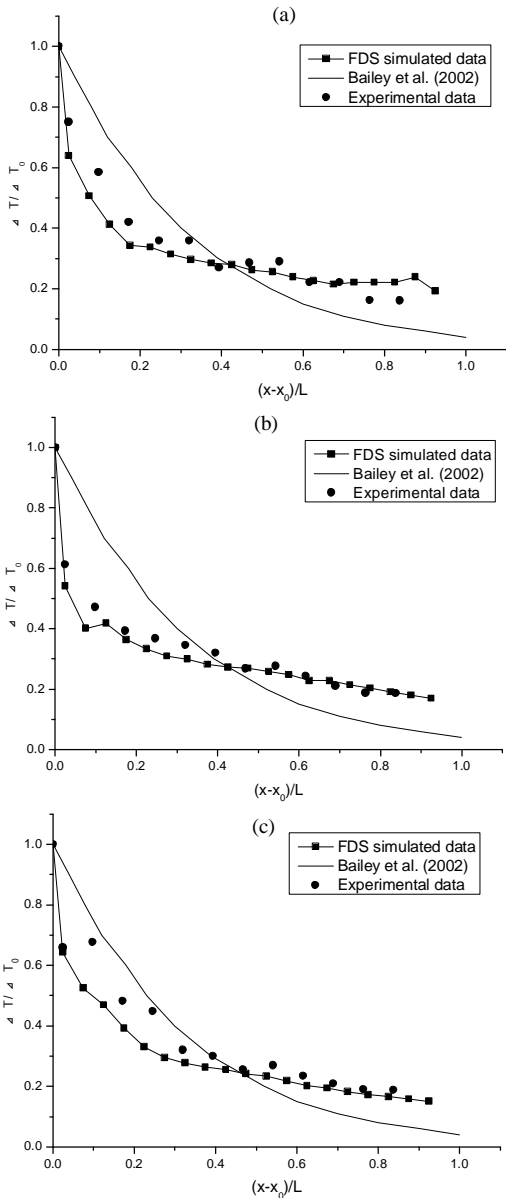 (a)
FDS simulated data
Bailey et al. (2002)
Experimental data
1.0
0.8
0.6
0.4
0.2
0.0
⊿ T/ ⊿ T₀
0.0 0.2 0.4 0.6 0.8 1.0
(x-x₀)/L
(b)
FDS simulated data
Bailey et al. (2002)
Experimental data
1.0
0.8
0.6
0.4
0.2
0.0
⊿ T/ ⊿ T₀
0.0 0.2 0.4 0.6 0.8 1.0
(x-x₀)/L
(c)
FDS simulated data
Bailey et al. (2002)
Experimental data
1.0
0.8
0.6
0.4
0.2
0.0
⊿ T/ ⊿ T₀
0.0 0.2 0.4 0.6 0.8 1.0
(x-x₀)/L